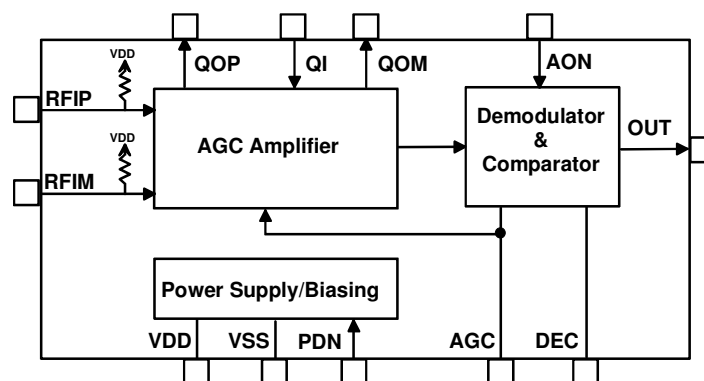 QOP
QI
QOM
AON
VDD
RFIP
VDD
RFIM
AGC Amplifier
Demodulator
&
Comparator
OUT
Power Supply/Biasing
VDD
VSS
PDN
AGC
DEC